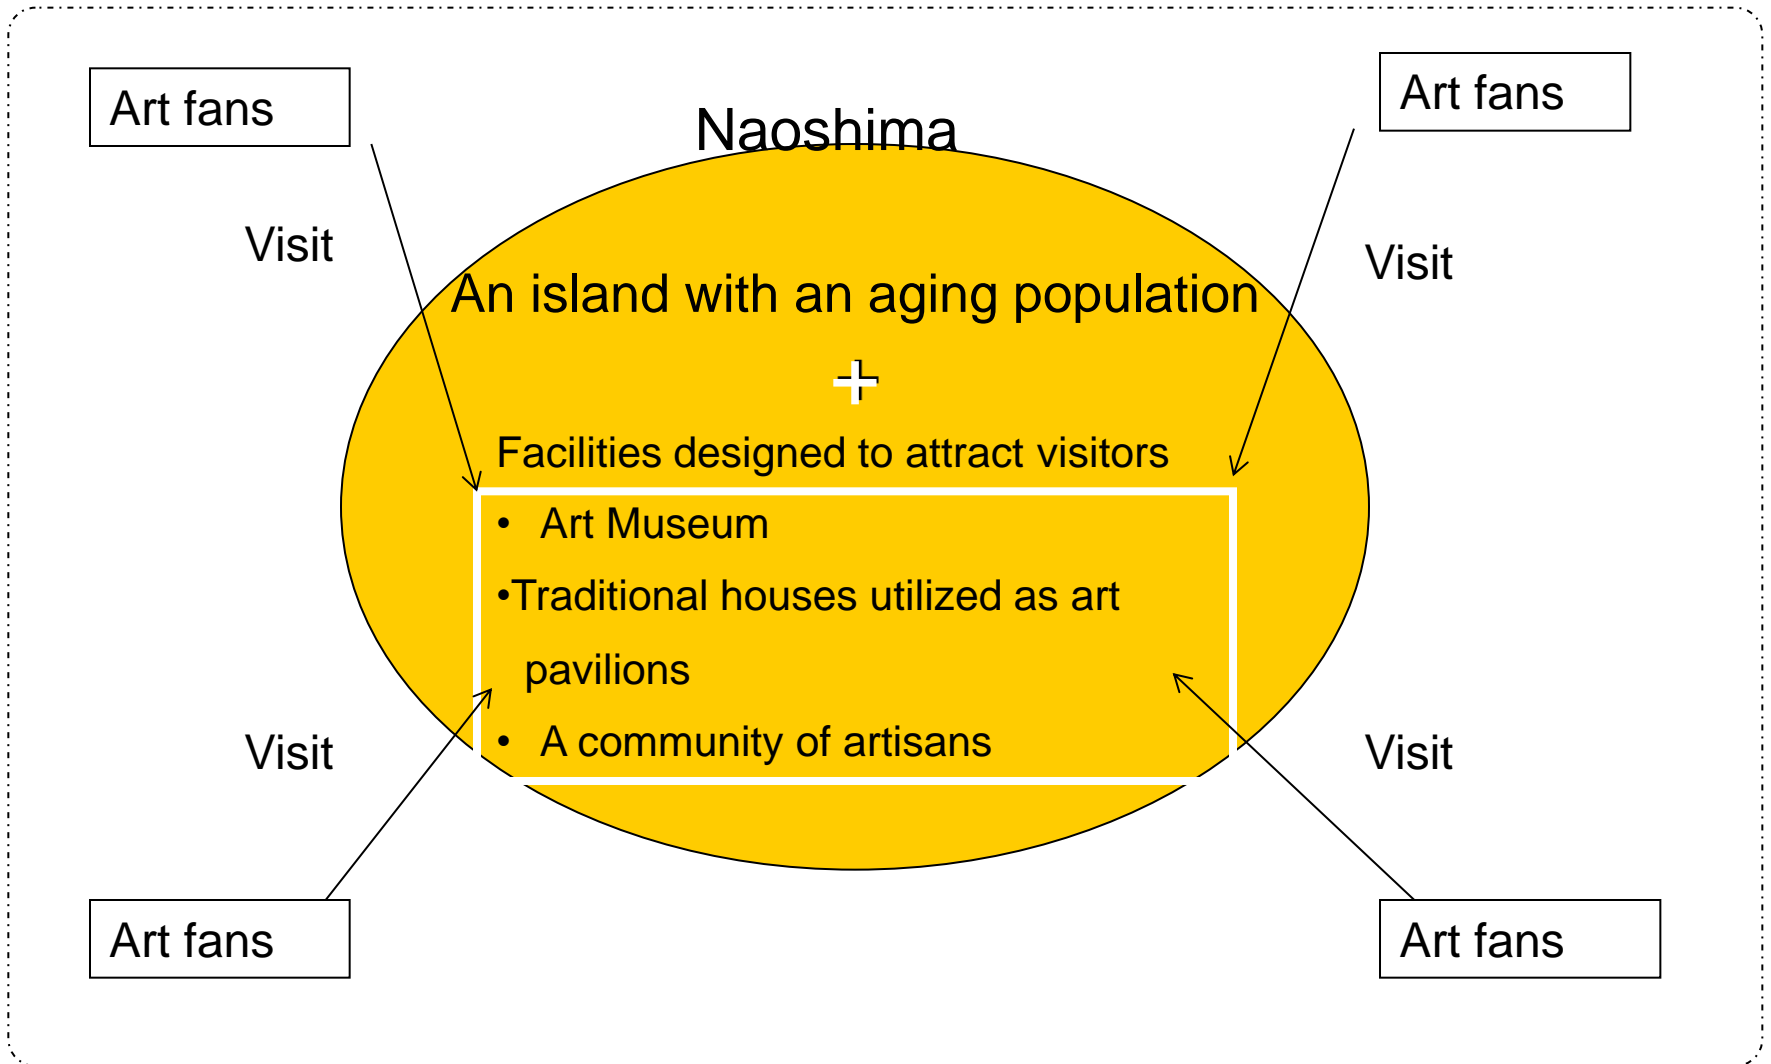 Art fans
Art fans
Naoshima
Visit
Visit
An island with an aging population
+
Facilities designed to attract visitors
• Art Museum
•Traditional houses utilized as art
pavilions
• A community of artisans
Visit
Visit
Art fans
Art fans